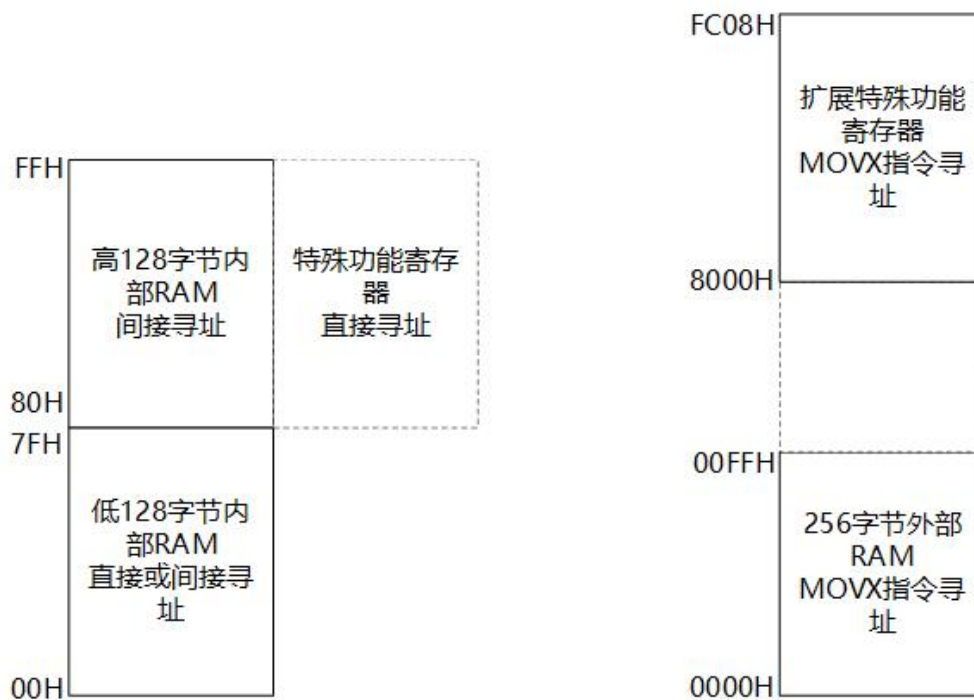 FC08H
扩展特殊功能
寄存器
MOVX指令寻
址
FFH
高128字节内
部RAM
间接寻址
特殊功能寄存
器
直接寻址
8000H
80H
7FH
00FFH
低128字节内
部RAM
直接或间接寻
址
256字节外部
RAM
MOVX指令寻
址
00H
0000H